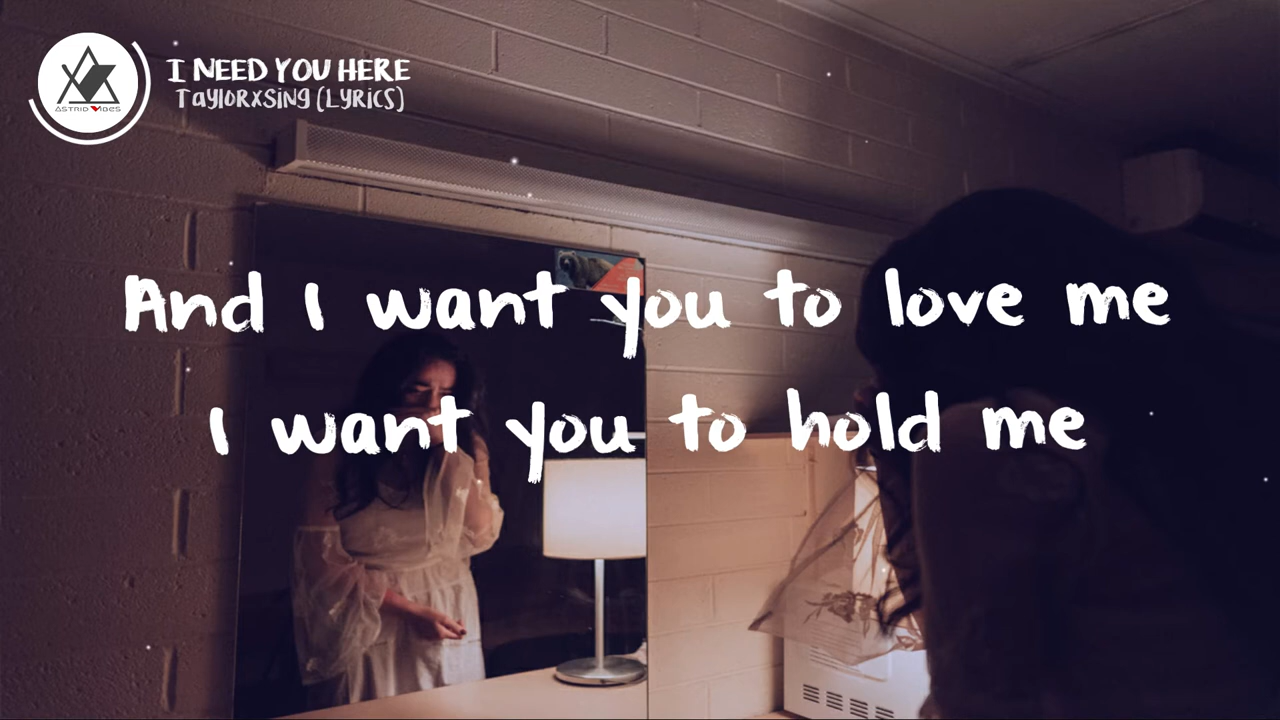 I NEED YOU HERE
TaylorxSing (LYRICS)
ASTRID VIBES
And I want you to love me
I want you to hold me